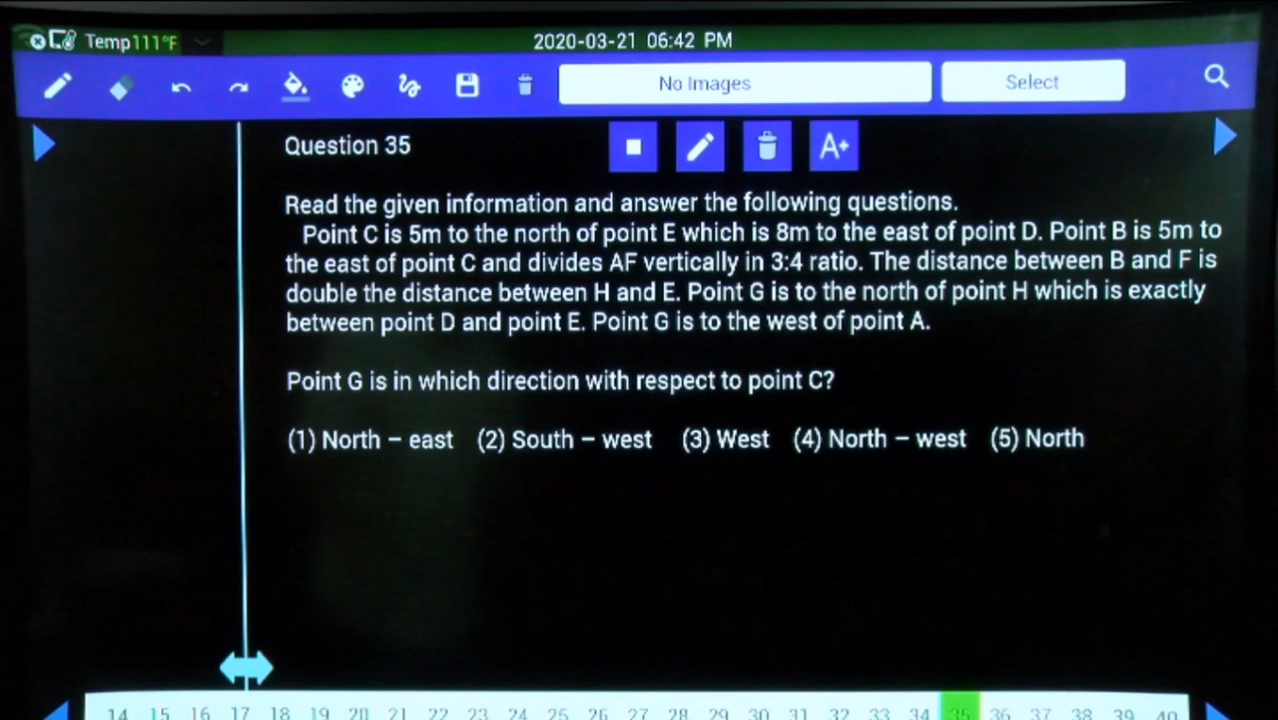 Temp111°F
2020-03-21 06:42 PM
No Images
Select
Question 35
A+
Read the given information and answer the following questions.
Point C is 5m to the north of point E which is 8m to the east of point D. Point B is 5m to
the east of point C and divides AF vertically in 3:4 ratio. The distance between B and F is
double the distance between H and E. Point G is to the north of point H which is exactly
between point D and point E. Point G is to the west of point A.
Point G is in which direction with respect to point C?
(1) North – east (2) South – west (3) West (4) North – west (5) North
14 15 16 17 18 19 20 21 22 23 24 25 26 27 28 29 30 31 32 33 34 35 36 37 38 39 40